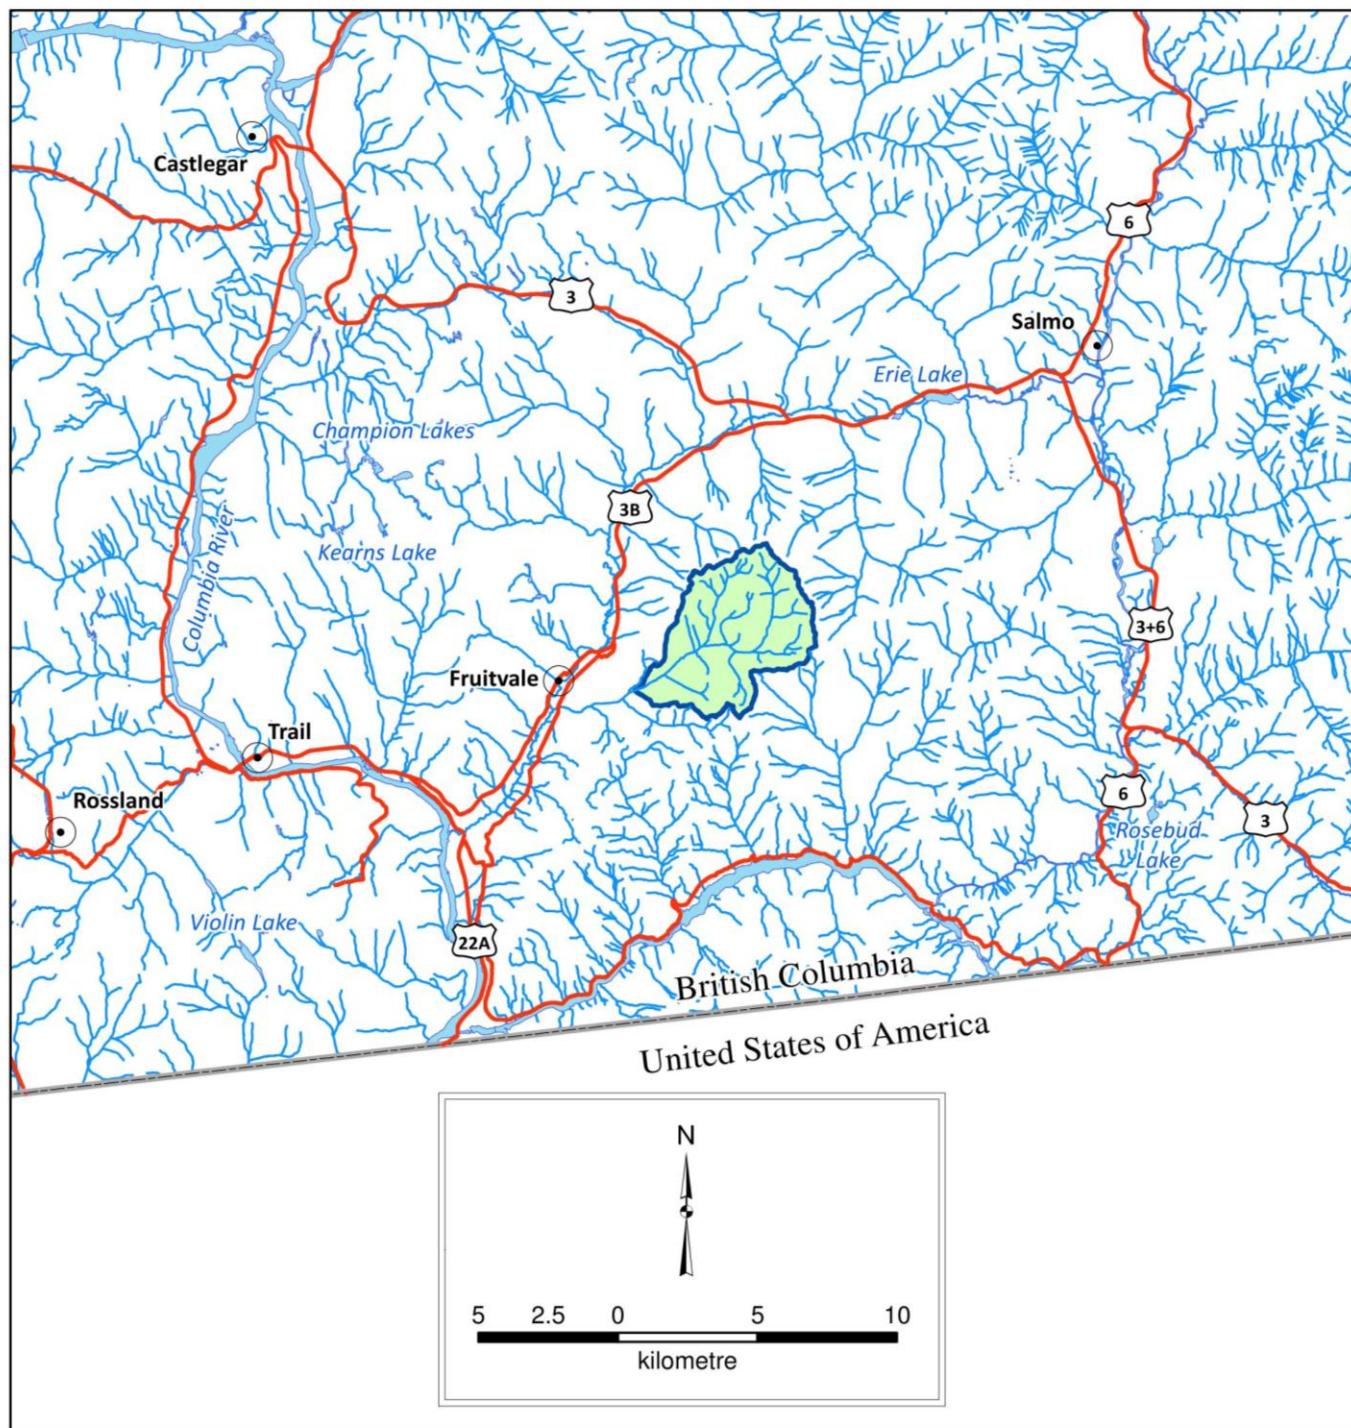 Castlegar
6
3
Salmo
Erie Lake
Champion Lakes
3B
Kearns Lake
Columbia River
3+6
Fruitvale
Trail
Rossland
6
3
Rosebud
Lake
Violin Lake
22A
British Columbia
United States of America
N
5 2.5 0 5 10
kilometre